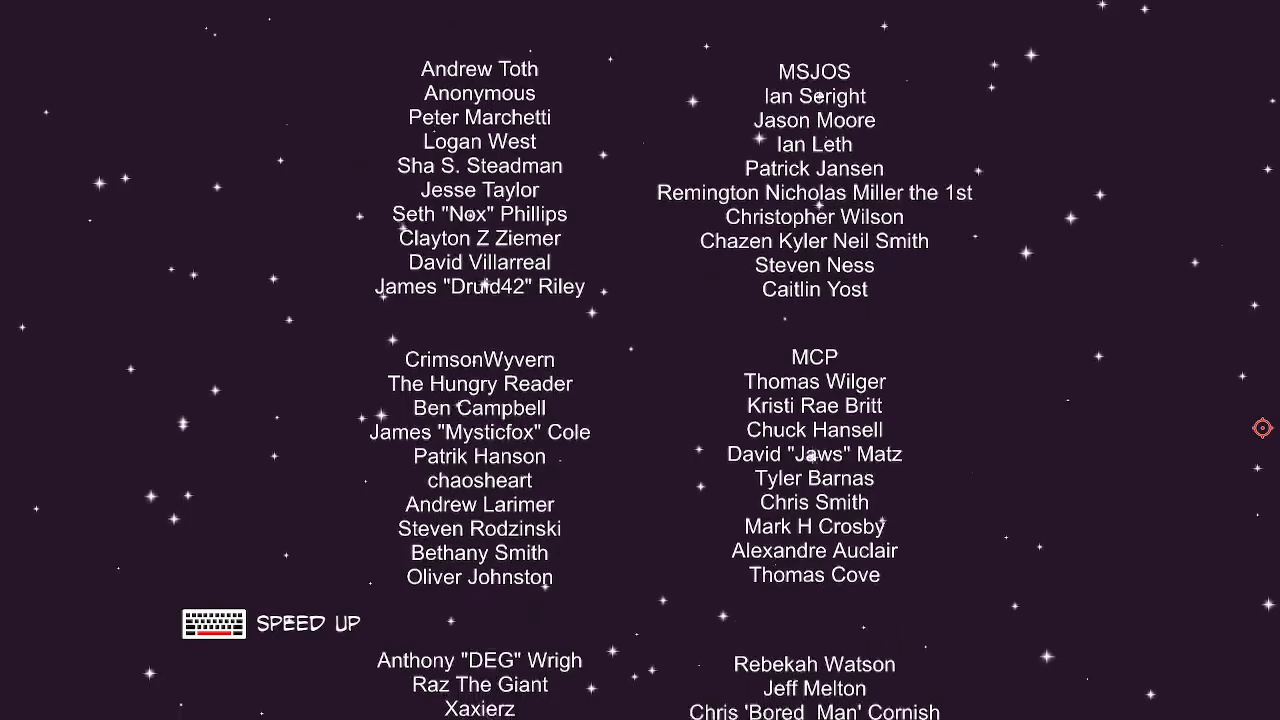 Andrew Toth
Anonymous
Peter Marchetti
Logan West
Sha S. Steadman
Jesse Taylor
Seth "Nox" Phillips
Clayton Z Ziemer
David Villarreal
James "Druid42" Riley
MSJOS
Ian Seright
Jason Moore
Ian Leth
Patrick Jansen
Remington Nicholas Miller the 1st
Christopher Wilson
Chazen Kyler Neil Smith
Steven Ness
Caitlin Yost
CrimsonWyvern
The Hungry Reader
Ben Campbell
James "Mysticfox" Cole
Patrik Hanson
chaosheart
Andrew Larimer
Steven Rodzinski
Bethany Smith
Oliver Johnston
MCP
Thomas Wilger
Kristi Rae Britt
Chuck Hansell
David "Jaws" Matz
Tyler Barnas
Chris Smith
Mark H Crosby
Alexandre Auclair
Thomas Cove
SPEED UP
Anthony "DEG" Wrigh
Raz The Giant
Xaxierz
Rebekah Watson
Jeff Melton
Chris 'Bored_Man' Cornish